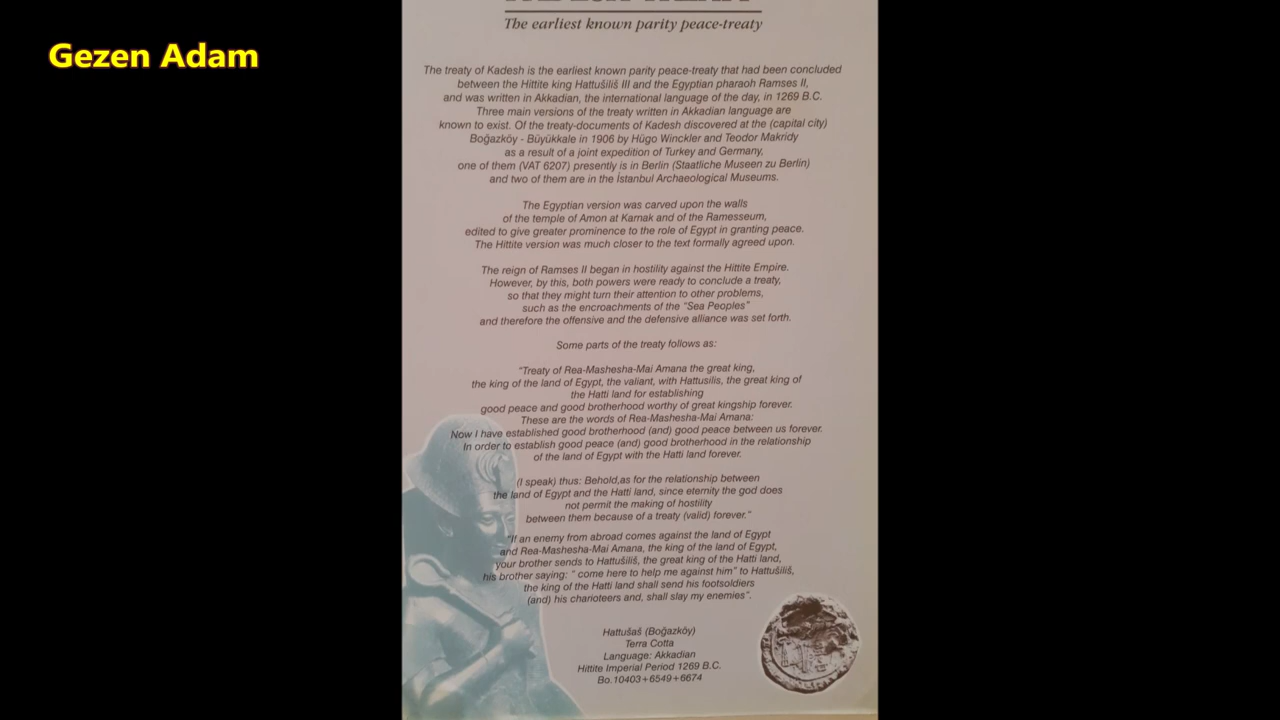 Gezen Adam
The earliest known parity peace-treaty
The treaty of Kadesh is the earliest known parity peace-treaty that had been concluded
between the Hittite king Hattušiliš III and the Egyptian pharaoh Ramses II,
and was written in Akkadian, the international language of the day, in 1269 B.C.
Three main versions of the treaty written in Akkadian language are
known to exist. Of the treaty-documents of Kadesh discovered at the (capital city)
Boğazköy - Büyükkale in 1906 by Hügo Winckler and Teodor Makridy
as a result of a joint expedition of Turkey and Germany,
one of them (VAT 6207) presently is in Berlin (Staatliche Museen zu Berlin)
and two of them are in the İstanbul Archaeological Museums.
The Egyptian version was carved upon the walls
of the temple of Amon at Karnak and of the Ramesseum,
edited to give greater prominence to the role of Egypt in granting peace.
The Hittite version was much closer to the text formally agreed upon.
The reign of Ramses II began in hostility against the Hittite Empire.
However, by this, both powers were ready to conclude a treaty,
so that they might turn their attention to other problems,
such as the encroachments of the "Sea Peoples"
and therefore the offensive and the defensive alliance was set forth.
Some parts of the treaty follows as:
"Treaty of Rea-Mashesha-Mai Amana the great king,
the king of the land of Egypt, the valiant, with Hattusilis, the great king of
the Hatti land for establishing
good peace and good brotherhood worthy of great kingship forever.
These are the words of Rea-Mashesha-Mai Amana:
Now I have established good brotherhood (and) good peace between us forever.
In order to establish good peace (and) good brotherhood in the relationship
of the land of Egypt with the Hatti land forever.
(I speak) thus: Behold,as for the relationship between
the land of Egypt and the Hatti land, since eternity the god does
not permit the making of hostility
between them because of a treaty (valid) forever."
"If an enemy from abroad comes against the land of Egypt
and Rea-Mashesha-Mai Amana, the king of the land of Egypt,
your brother sends to Hattušiliš, the great king of the Hatti land,
his brother saying: " come here to help me against him" to Hattušiliš,
the king of the Hatti land shall send his footsoldiers
(and) his charioteers and, shall slay my enemies".
Hattušaš (Boğazköy)
Terra Cotta
Language: Akkadian
Hittite Imperial Period 1269 B.C.
Bo.10403+6549+6674